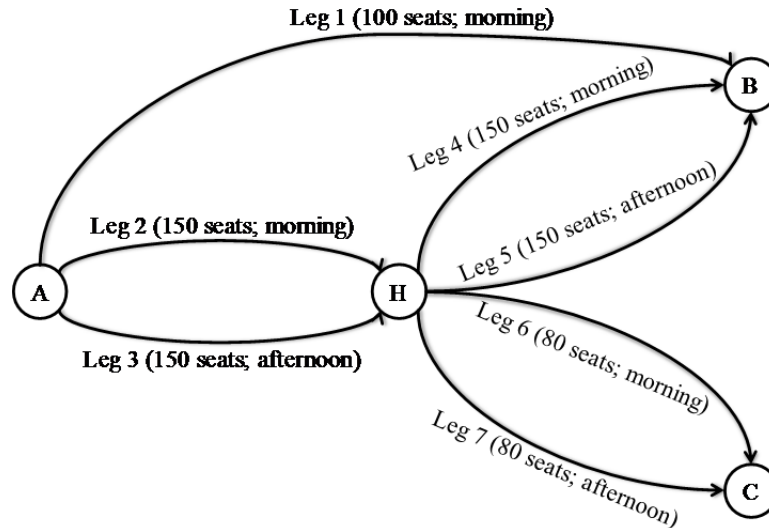 Leg 1 (100 seats; morning)
B
Leg 4 (150 seats; morning)
Leg 5 (150 seats; afternoon)
Leg 2 (150 seats; morning)
A
H
Leg 3 (150 seats; afternoon)
Leg 6 (80 seats; morning)
Leg 7 (80 seats; afternoon)
C